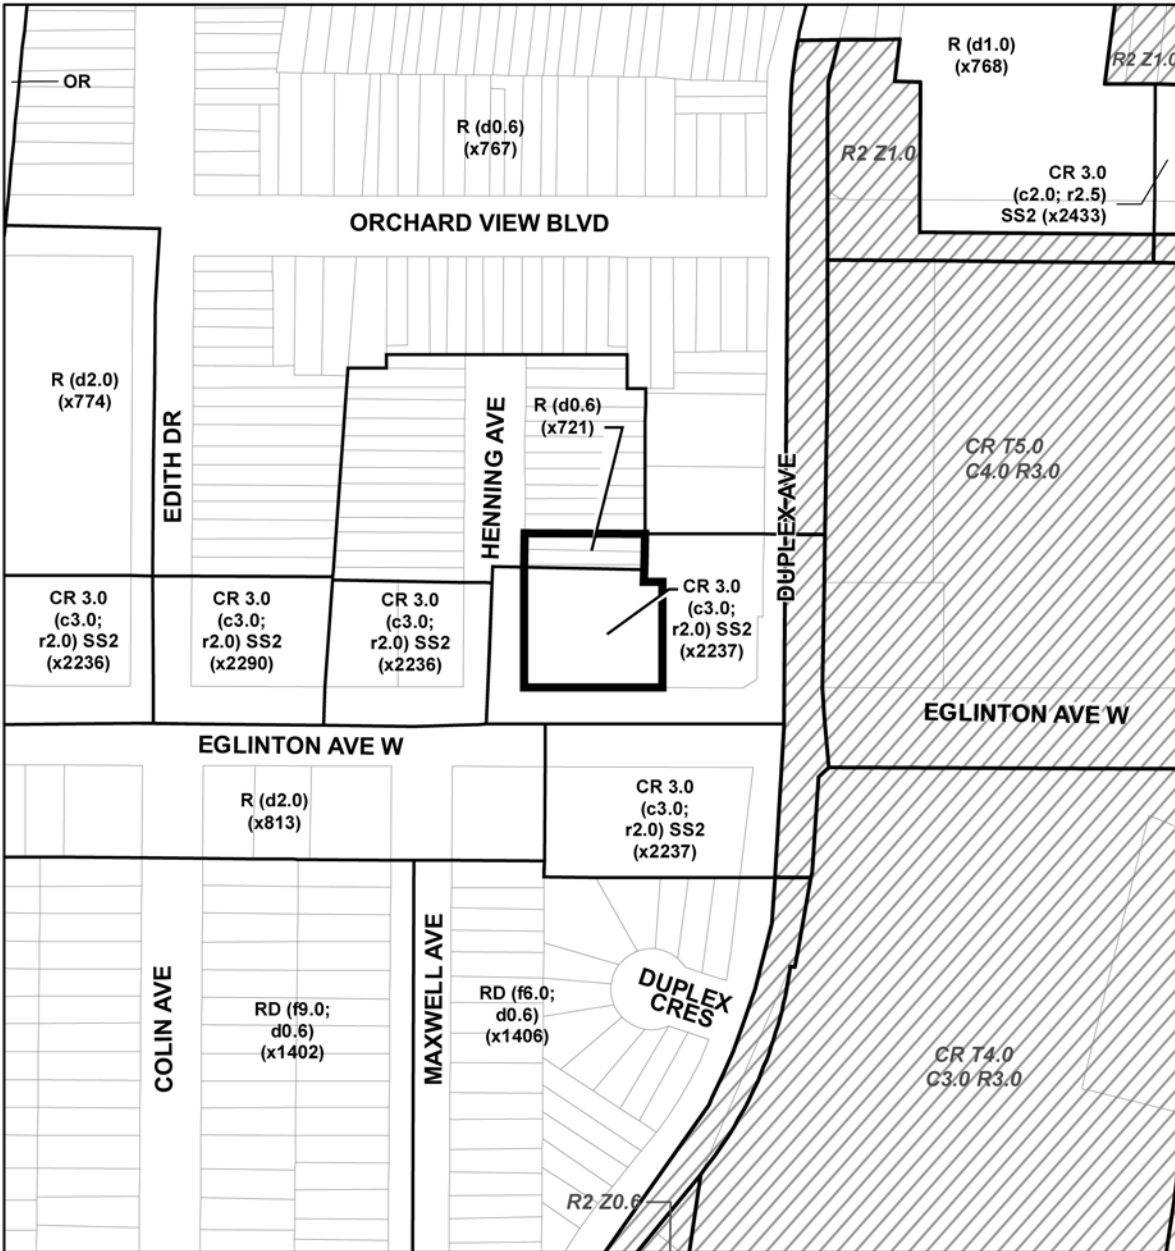 OR
R (d0.6)
(x767)
R (d1.0)
(x768)
R2 Z1.0
R2 Z1.0
CR 3.0
(c2.0; r2.5)
SS2 (x2433)
ORCHARD VIEW BLVD
R (d2.0)
(x774)
EDITH DR
HENNING AVE
R (d0.6)
(x721)
DUPLEX AVE
CR T5.0
C4.0 R3.0
CR 3.0
(c3.0;
r2.0) SS2
(x2236)
CR 3.0
(c3.0;
r2.0) SS2
(x2290)
CR 3.0
(c3.0;
r2.0) SS2
(x2236)
CR 3.0
(c3.0;
r2.0) SS2
(x2237)
EGLINTON AVE W
EGLINTON AVE W
R (d2.0)
(x813)
CR 3.0
(c3.0;
r2.0) SS2
(x2237)
COLIN AVE
RD (f9.0;
d0.6)
(x1402)
MAXWELL AVE
RD (f6.0;
d0.6)
(x1406)
DUPLEX
CRES
CR T4.0
C3.0 R3.0
R2 Z0.6